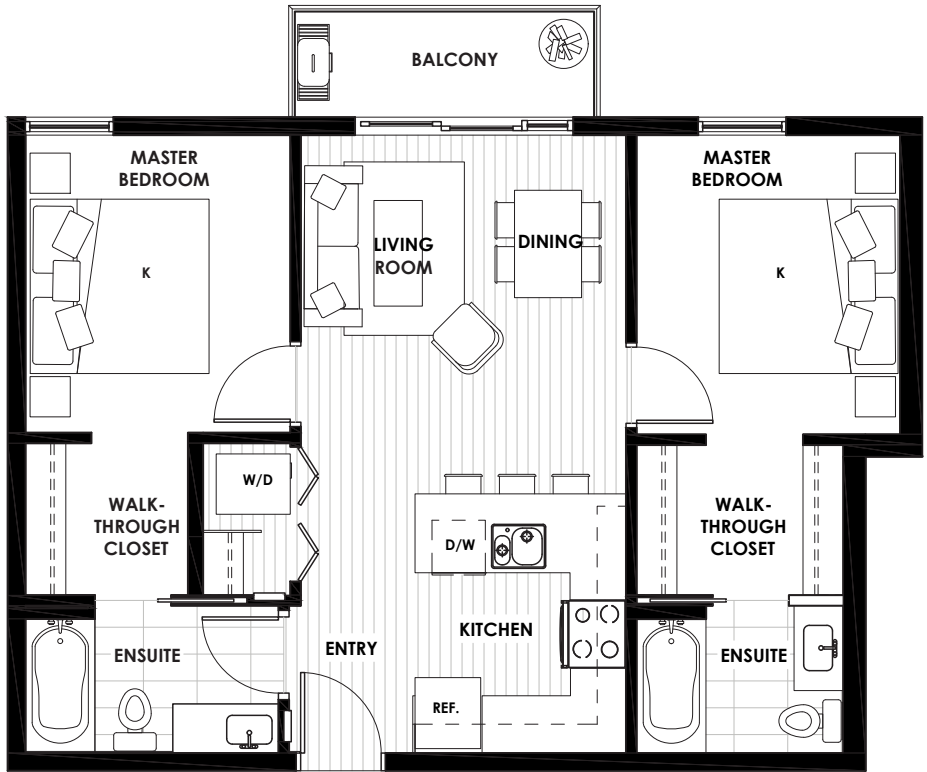 BALCONY
MASTER
BEDROOM
MASTER
BEDROOM
LIVING
ROOM
DINING
K
K
W/D
WALK-
THROUGH
CLOSET
WALK-
THROUGH
CLOSET
D/W
KITCHEN
ENTRY
ENSUITE
ENSUITE
REF.